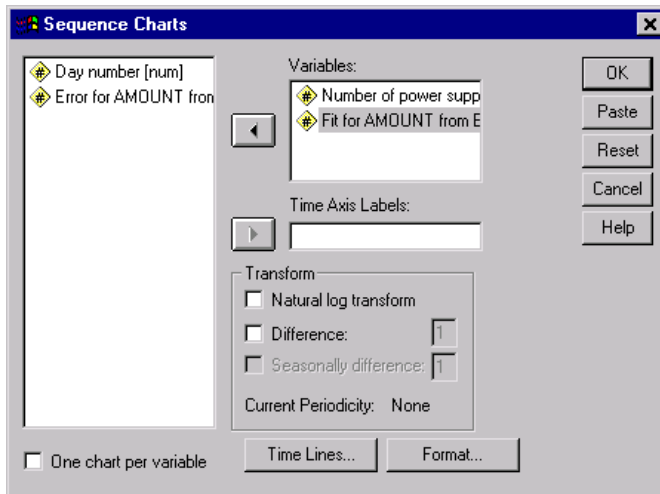 Sequence Charts
Day number [num]
Error for AMOUNT fron
Variables:
Number of power supp
Fit for AMOUNT from E
Time Axis Labels:
Transform
Natural log transform
Difference: 1
Seasonally difference: 1
Current Periodicity: None
One chart per variable
Time Lines...
Format...
OK
Paste
Reset
Cancel
Help